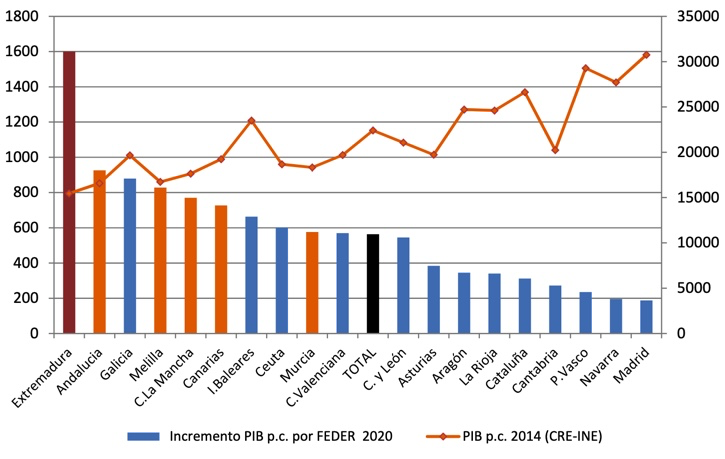 1800
1600
1400
1200
1000
800
600
400
200
0
35000
30000
25000
20000
15000
10000
5000
0
Extremadura
Andalucia
Galicia
Melilla
C.La Mancha
Canarias
I.Baleares
Ceuta
Murcia
C.Valenciana
TOTAL
C. y León
Asturias
Aragón
La Rioja
Cataluña
Cantabria
P.Vasco
Navarra
Madrid
Incremento PIB p.c. por FEDER 2020
PIB p.c. 2014 (CRE-INE)